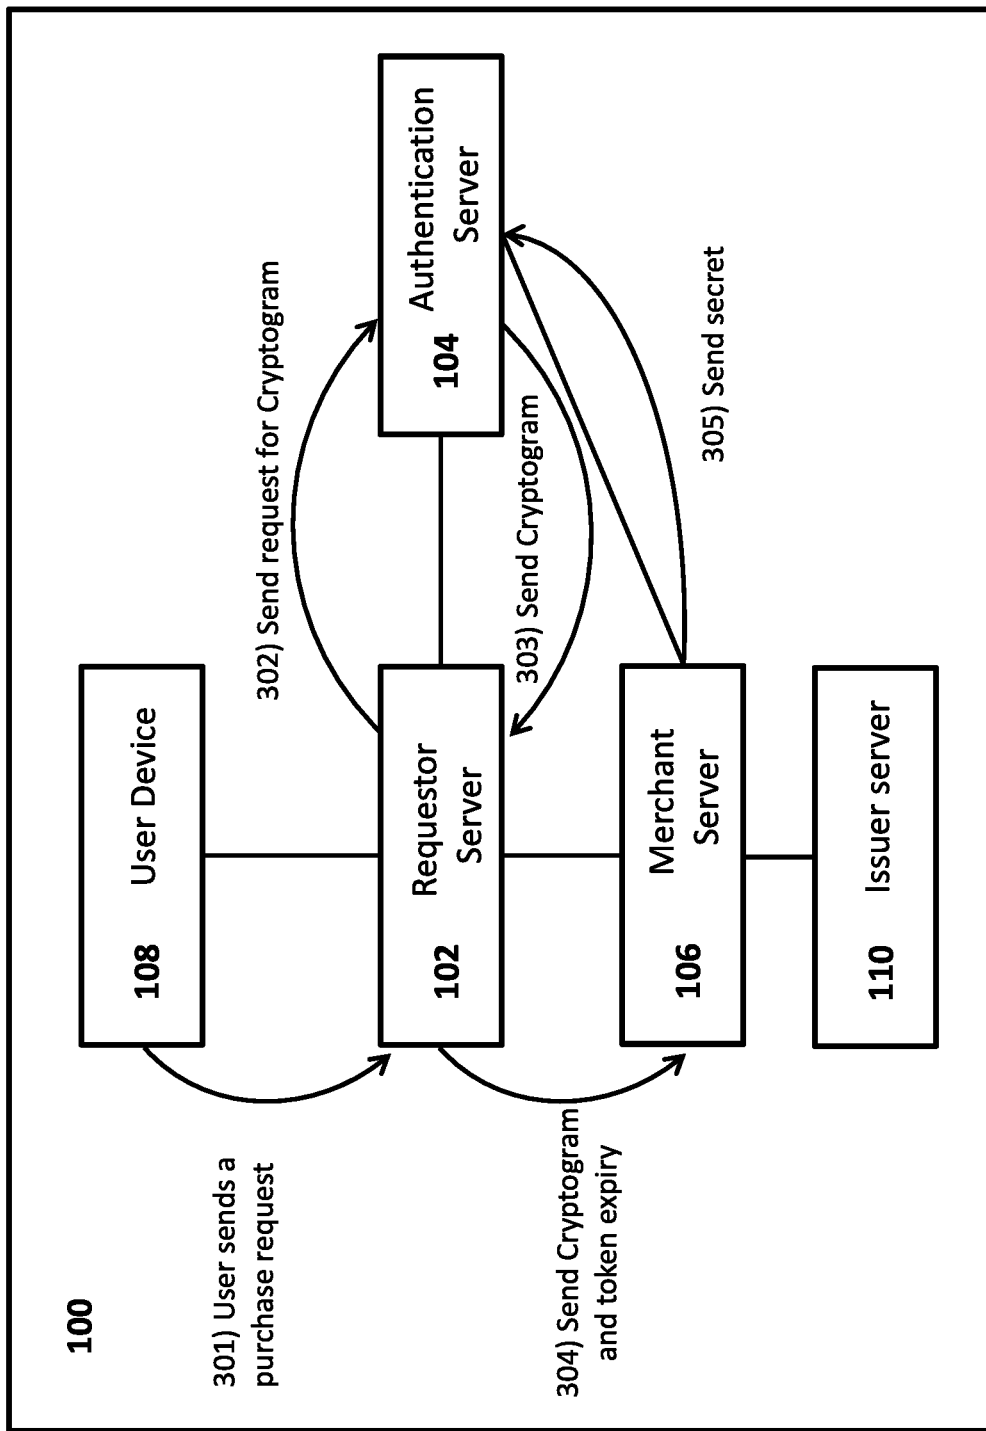 100
301) User sends a
purchase request
108
User Device
302) Send request for Cryptogram
102
Requestor
Server
104
Authentication
Server
303) Send Cryptogram
304) Send Cryptogram
and token expiry
106
Merchant
Server
305) Send secret
110
Issuer server